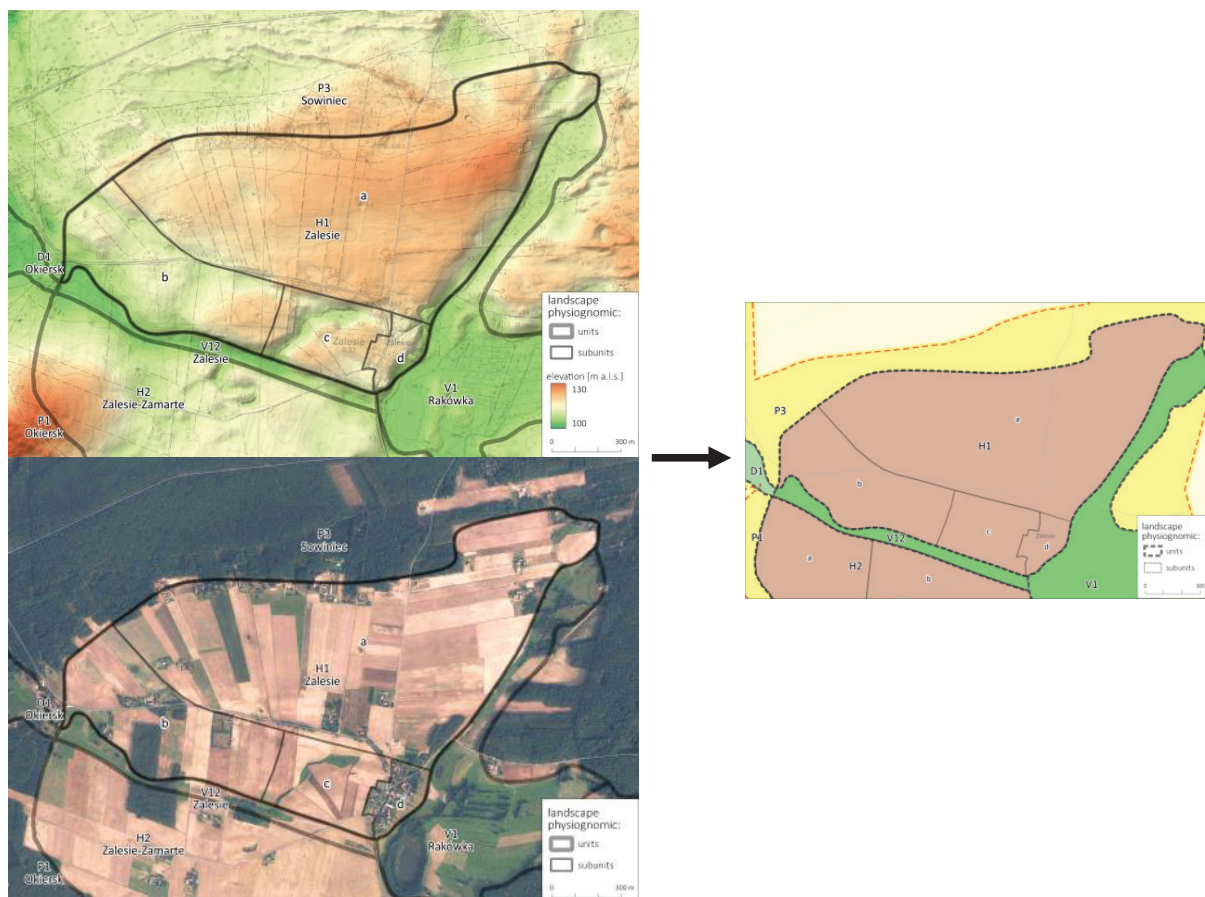 P3
Sowiniec
a
H1
Zalesie
D1
Okiersk
b
c
Zalesie
d
V12
Zalesie
H2
Zalesie-Zamarte
V1
Rakówka
P1
Okiersk
landscape
physiognomic:
units
subunits
elevation [m a.l.s.]
130
100
0 300 m
P3
Sowiniec
a
H1
Zalesie
D1
Okiersk
b
c
d
V12
Zalesie
H2
Zalesie-Zamarte
V1
Rakówka
P1
Okiersk
landscape
physiognomic:
units
subunits
0 300 m
P3
a
H1
D1
b
c
Zalesie
d
V12
P1
a
H2
b
V1
landscape
physiognomic:
units
subunits
0 300